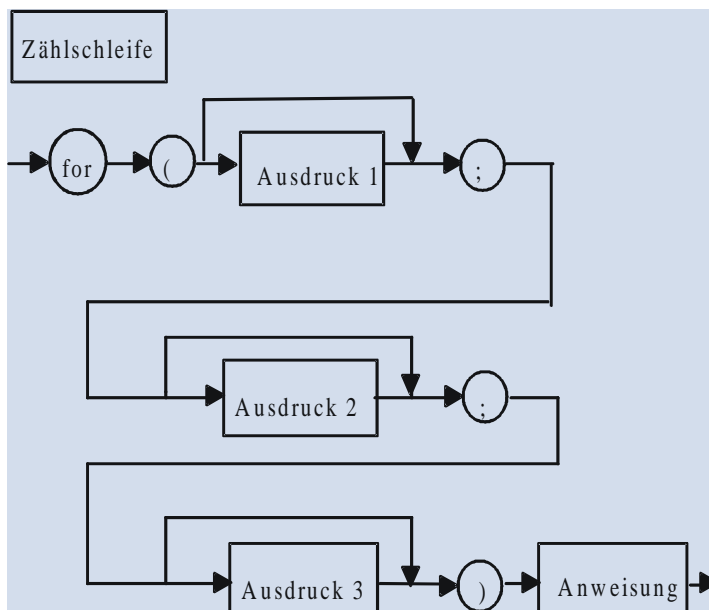 Zählschleife
for ( Ausdruck 1 ;
Ausdruck 2 ;
Ausdruck 3 ) Anweisung